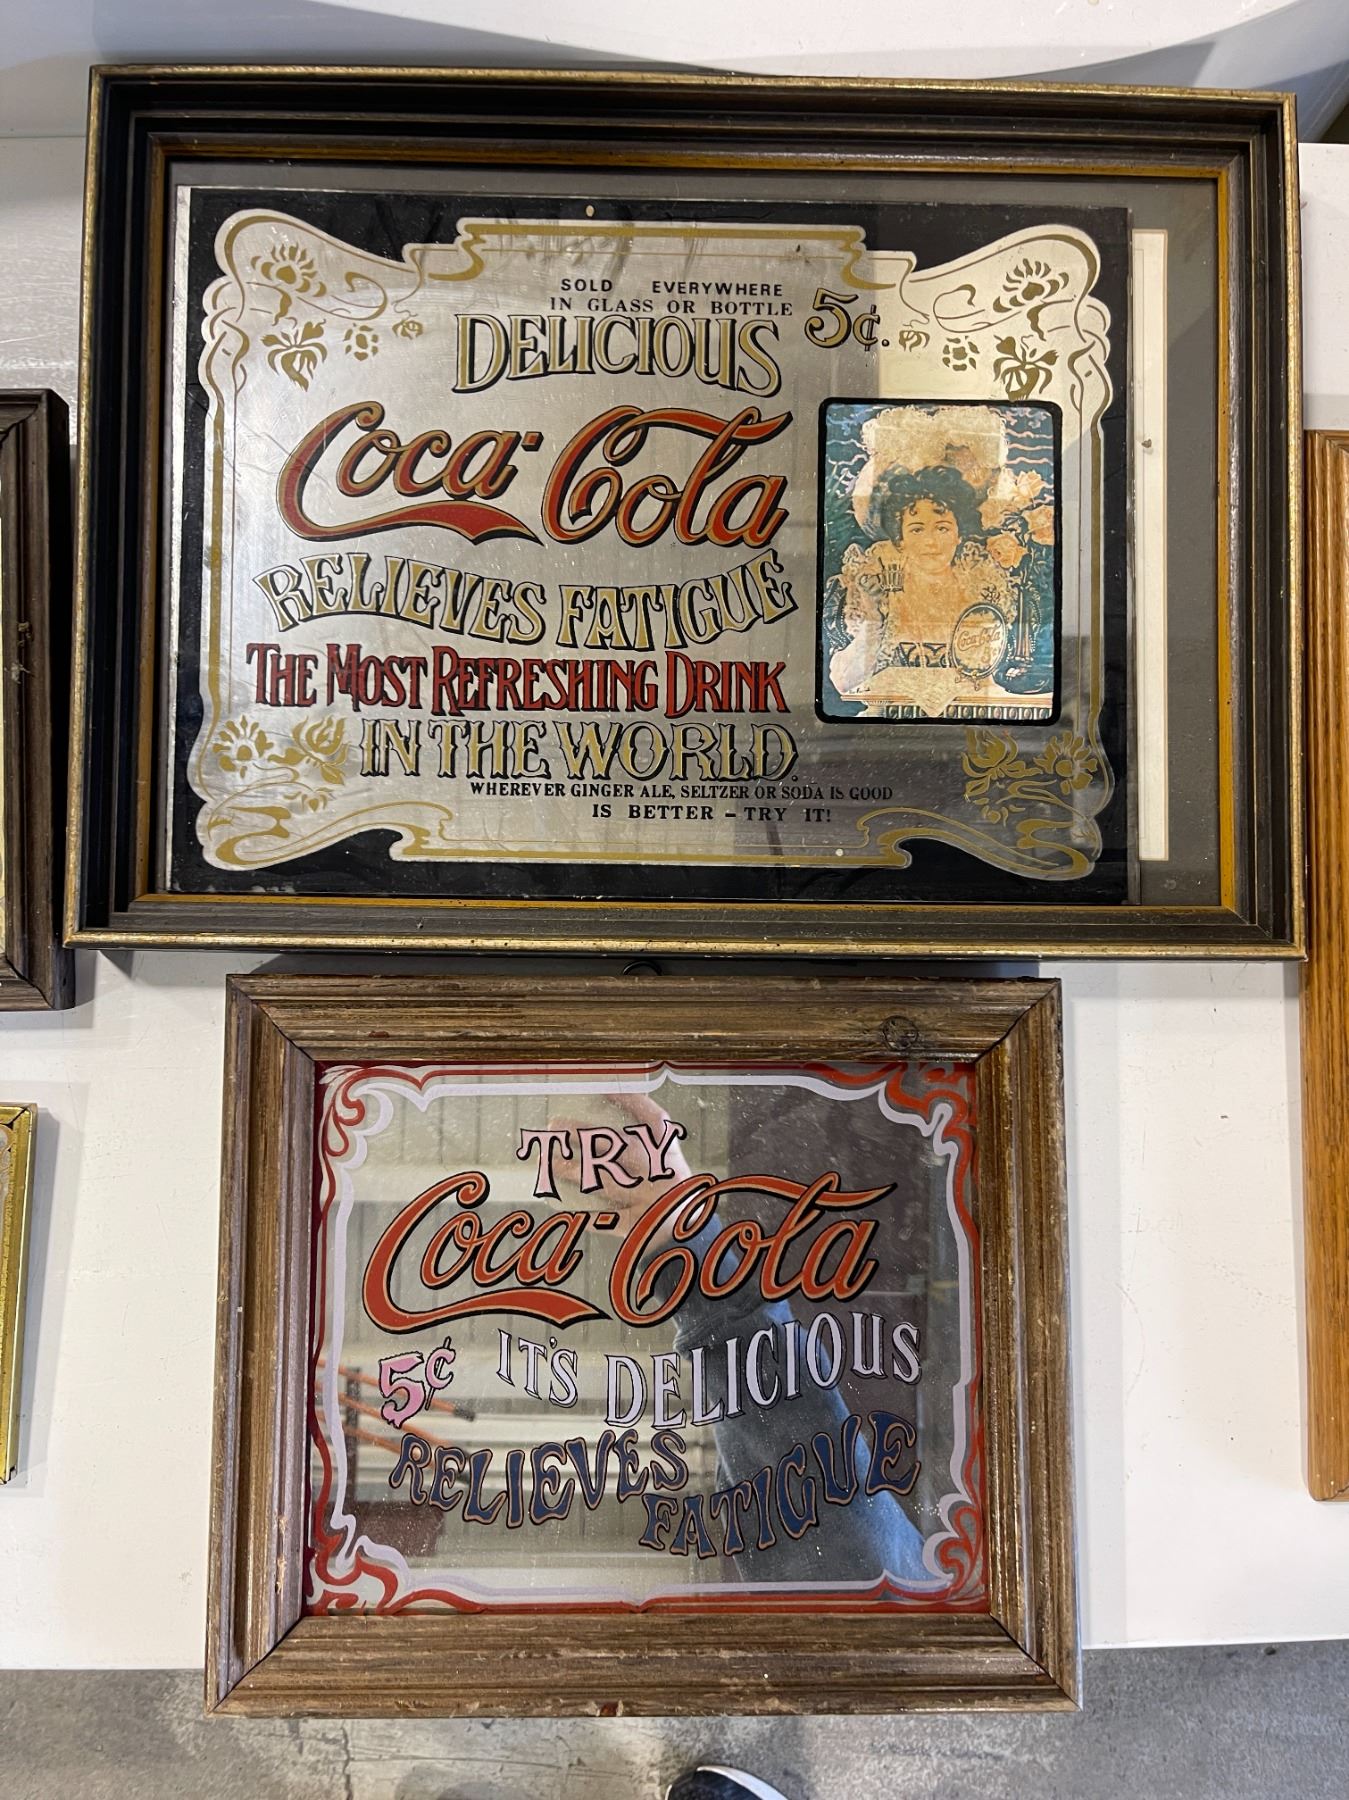 SOLD EVERYWHERE
IN GLASS OR BOTTLE
DELICIOUS 5¢.
Coca-Cola
RELIEVES FATIGUE
THE MOST REFRESHING DRINK
IN THE WORLD.
WHEREVER GINGER ALE, SELTZER OR SODA IS GOOD
IS BETTER – TRY IT!
Coca-Cola
TRY
Coca-Cola
5¢ IT'S DELICIOUS
RELIEVES
FATIGUE